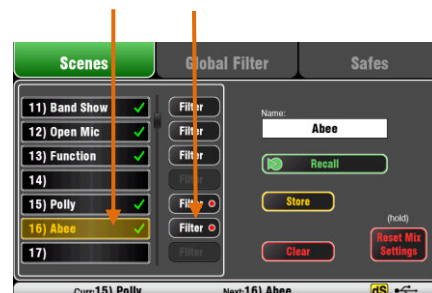 Scenes Global Filter Safes
11) Band Show Filter
12) Open Mic Filter
13) Function Filter
14)
15) Polly Filter
16) Abee Filter
17) Filter
Name:
Abee
Recall
Store
Clear
(hold)
Reset Mix
Settings
Curr:15) Polly Next:16) Abee dS